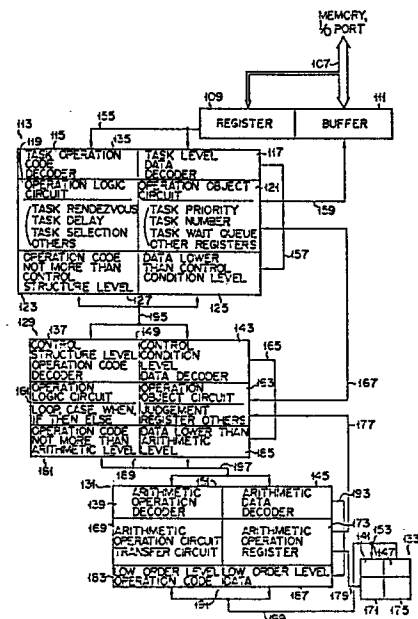 MEMORY,
I/O PORT
107
109
111
REGISTER
BUFFER
155
113
115
135
119
117
TASK OPERATION CODE DECODER
TASK LEVEL DATA DECODER
OPERATION LOGIC CIRCUIT
OPERATION OBJECT CIRCUIT
121
159
TASK RENDEZVOUS
TASK DELAY
TASK SELECTION
OTHERS
TASK PRIORITY
TASK NUMBER
TASK WAIT QUEUE
OTHER REGISTERS
157
OPERATION CODE NOT MORE THAN CONTROL STRUCTURE LEVEL
DATA LOWER THAN CONTROL CONDITION LEVEL
123
127
125
195
129
137
149
143
165
167
CONTROL STRUCTURE LEVEL OPERATION CODE DECODER
CONTROL CONDITION LEVEL DATA DECODER
161
OPERATION LOGIC CIRCUIT
OPERATION OBJECT CIRCUIT
163
177
LOOP CASE WHEN, IF THEN ELSE
JUDGEMENT REGISTER OTHERS
OPERATION CODE NOT MORE THAN ARITHMETIC LEVEL
DATA LOWER THAN ARITHMETIC LEVEL
181
189
185
197
131
151
145
193
139
ARITHMETIC OPERATION DECODER
ARITHMETIC DATA DECODER
169
173
ARITHMETIC OPERATION CIRCUIT TRANSFER CIRCUIT
ARITHMETIC OPERATION REGISTER
141
153
147
133
183
LOW ORDER LEVEL OPERATION CODE
LOW ORDER LEVEL DATA
191
187
179
171
175
199